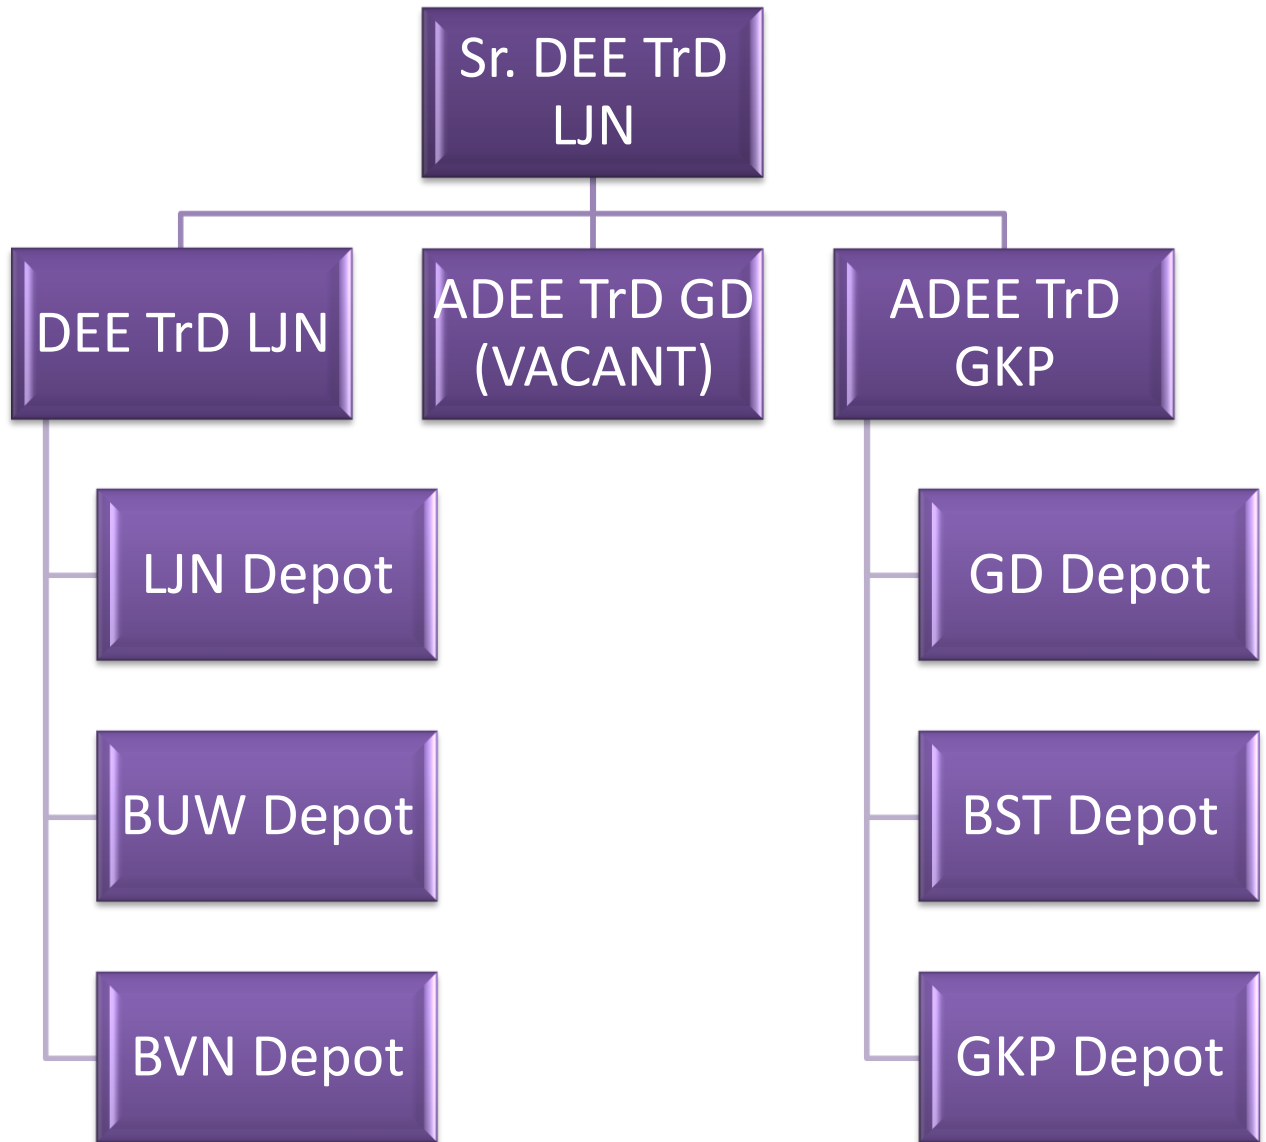 Sr. DEE TrD
LJN
DEE TrD LJN
ADEE TrD GD
(VACANT)
ADEE TrD
GKP
LJN Depot
BUW Depot
BVN Depot
GD Depot
BST Depot
GKP Depot